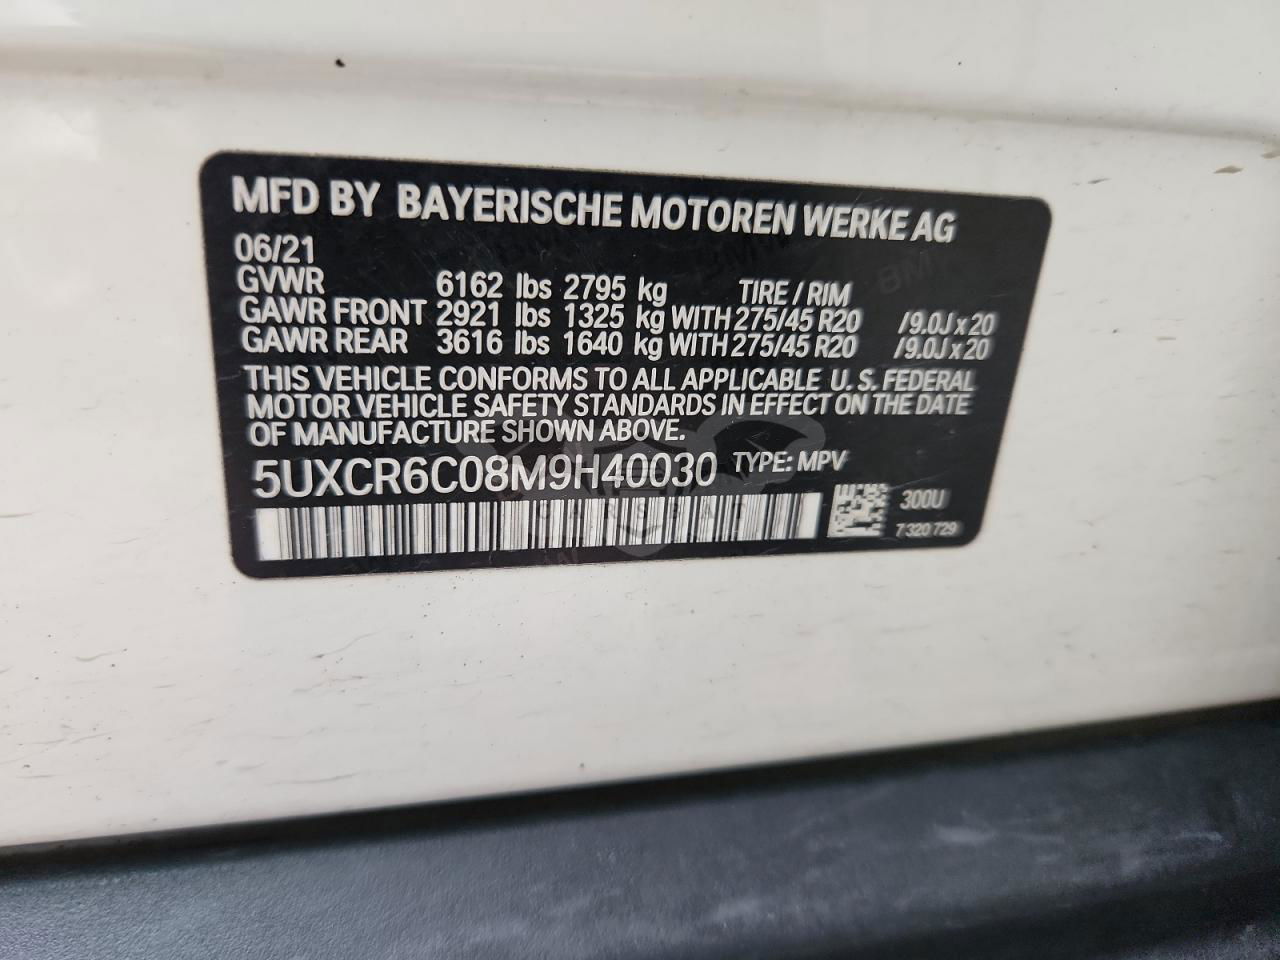 MFD BY BAYERISCHE MOTOREN WERKE AG
06/21
GVWR 6162 lbs 2795 kg TIRE / RIM
GAWR FRONT 2921 lbs 1325 kg WITH 275/45 R20 /9.0J x 20
GAWR REAR 3616 lbs 1640 kg WITH 275/45 R20 /9.0J x 20
THIS VEHICLE CONFORMS TO ALL APPLICABLE U. S. FEDERAL
MOTOR VEHICLE SAFETY STANDARDS IN EFFECT ON THE DATE
OF MANUFACTURE SHOWN ABOVE.
5UXCR6C08M9H40030 TYPE: MPV
300U
7 320 729